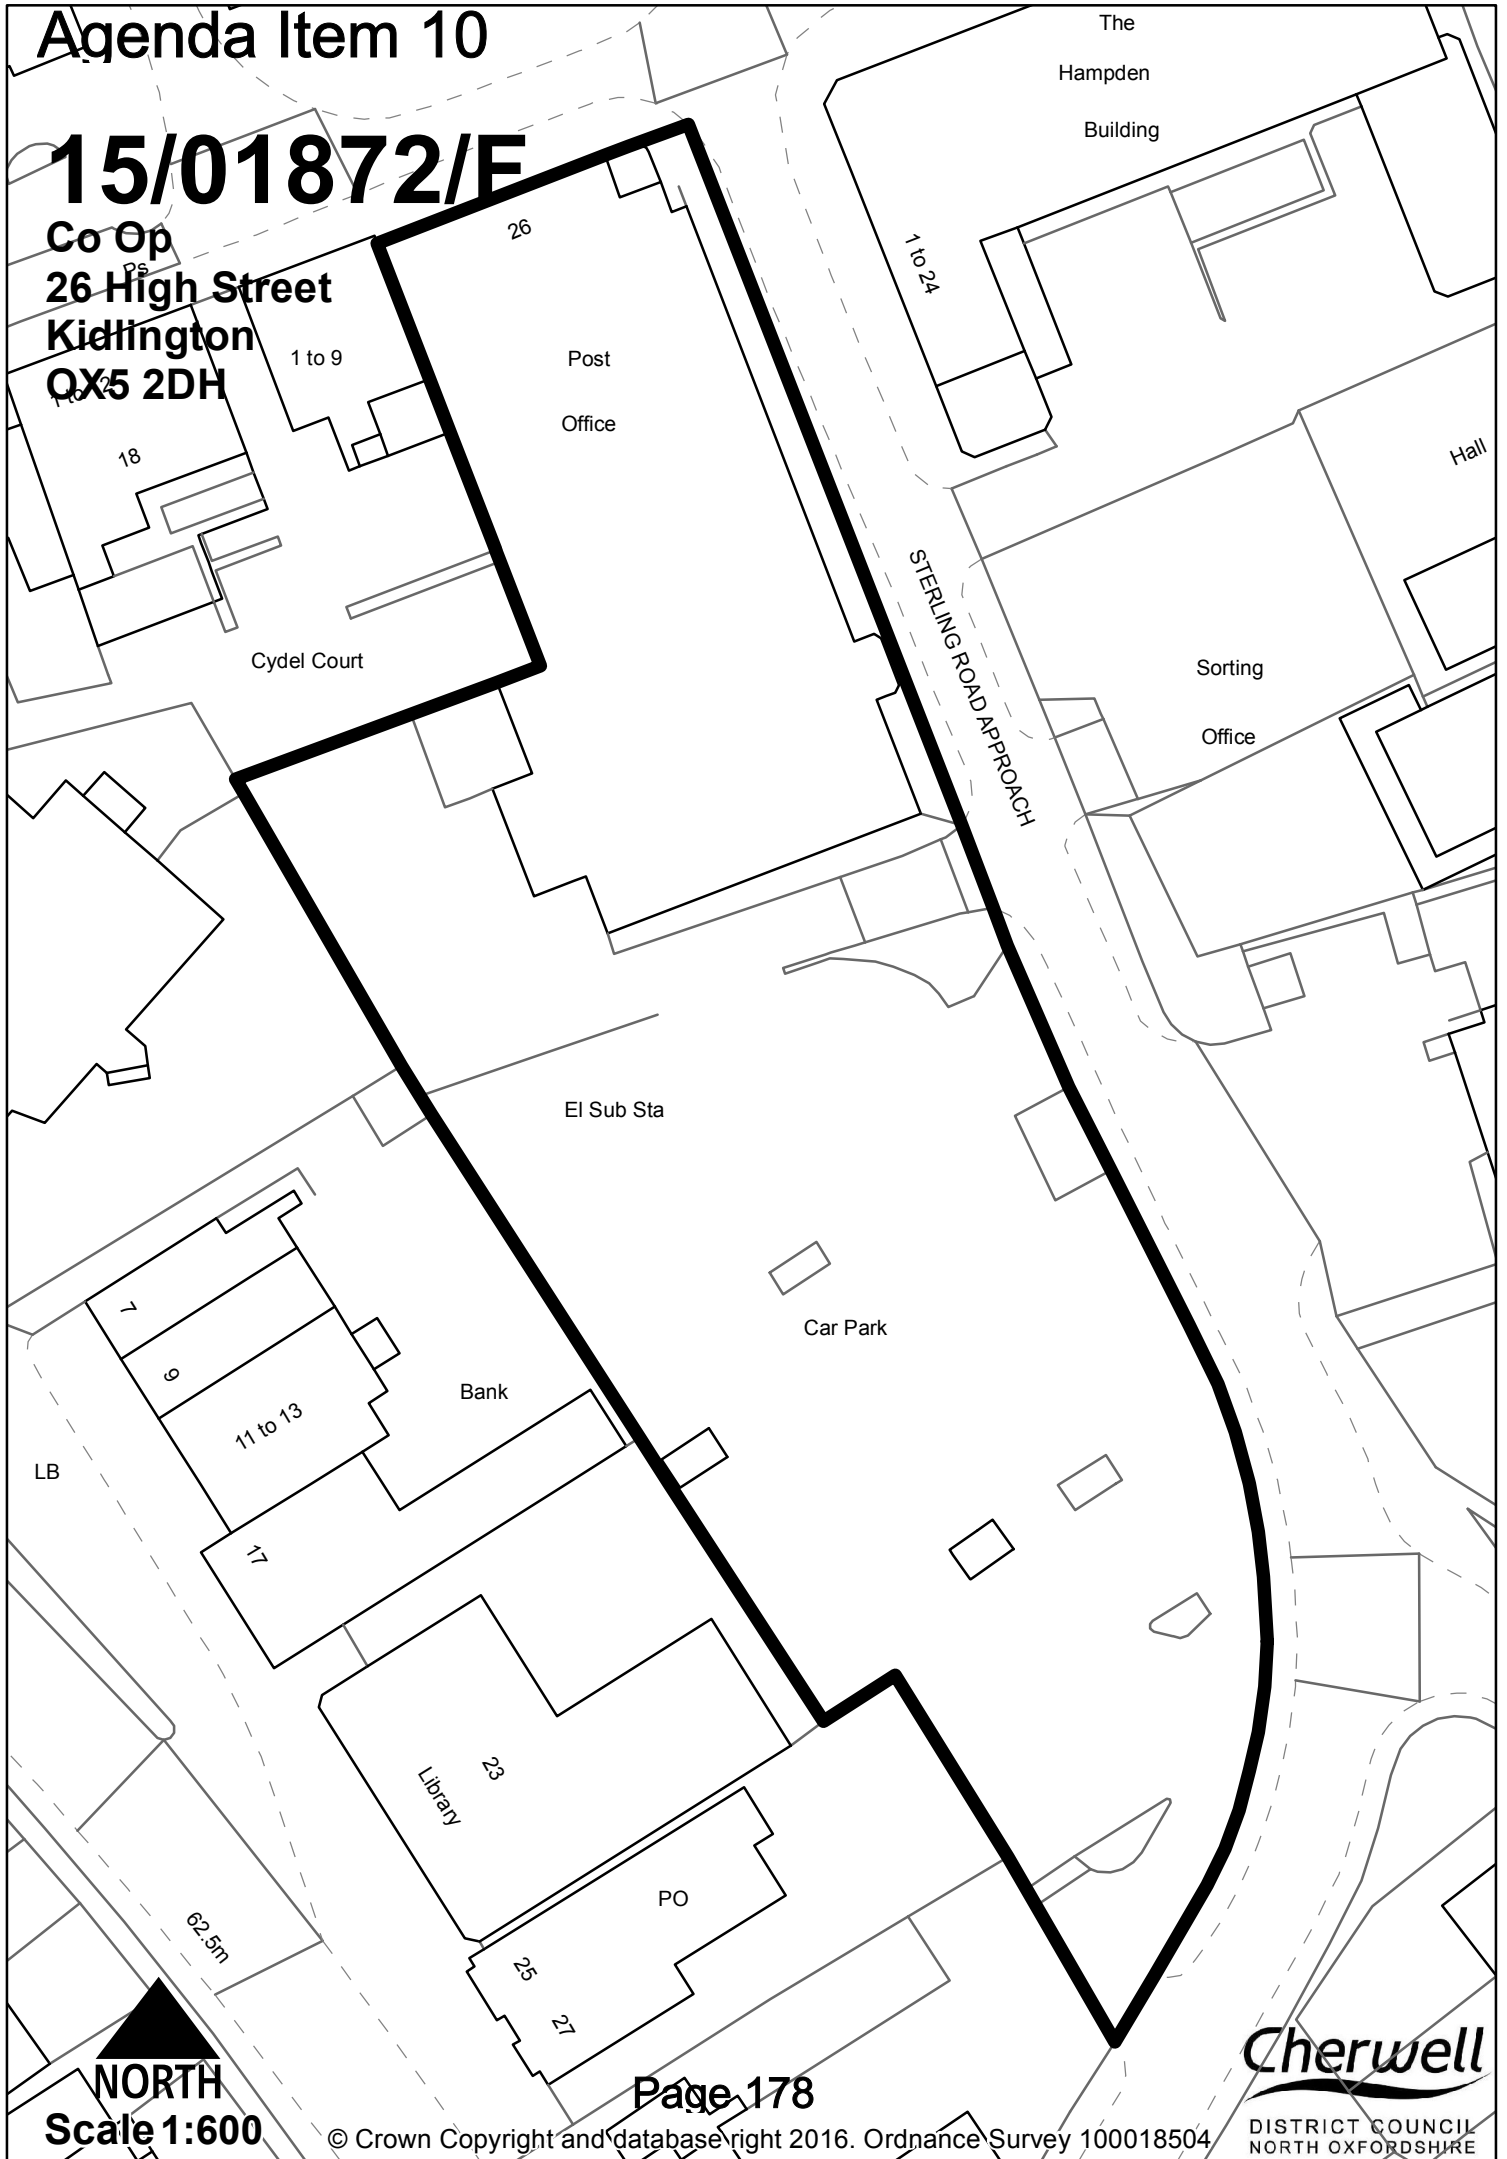 Agenda Item 10
The
Hampden
Building
15/01872/F
Co Op
26 High Street
Kidlington
OX5 2DH
Ps
26
1 to 24
1 to 9
Post
Office
18
Hall
STERLING ROAD APPROACH
Cydel Court
Sorting
Office
El Sub Sta
7
9
11 to 13
Bank
Car Park
LB
17
23
Library
PO
25
27
62.5m
NORTH
Scale 1:600
Page 178
© Crown Copyright and database right 2016. Ordnance Survey 100018504
Cherwell
DISTRICT COUNCIL
NORTH OXFORDSHIRE